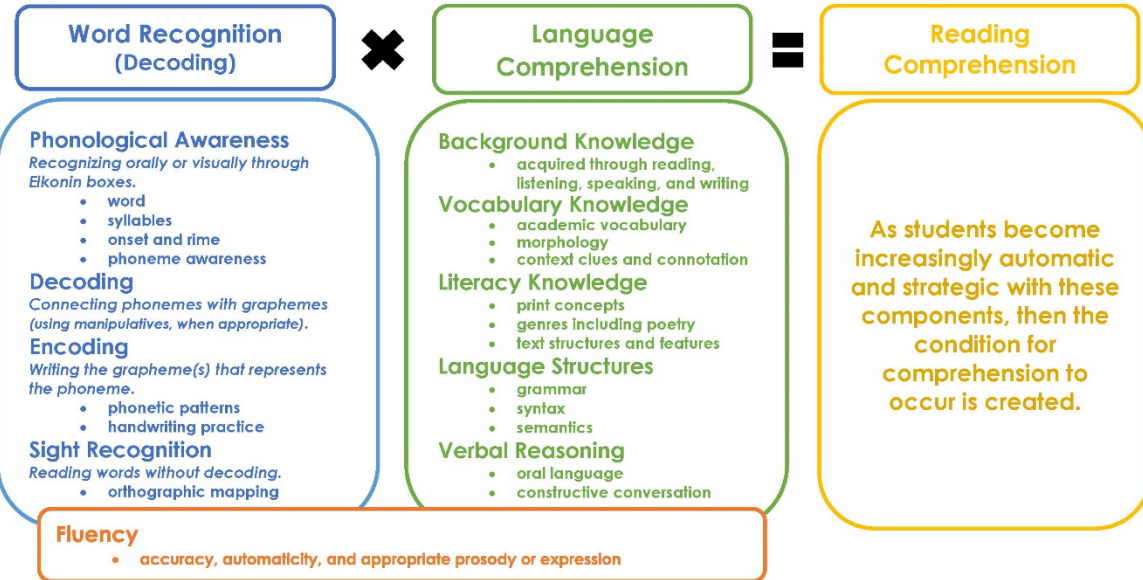 Word Recognition
(Decoding)
✖
Language
Comprehension
=
Reading
Comprehension
Phonological Awareness
Recognizing orally or visually through
Elkonin boxes.
• word
• syllables
• onset and rime
• phoneme awareness
Decoding
Connecting phonemes with graphemes
(using manipulatives, when appropriate).
Encoding
Writing the grapheme(s) that represents
the phoneme.
• phonetic patterns
• handwriting practice
Sight Recognition
Reading words without decoding.
• orthographic mapping
Background Knowledge
• acquired through reading,
listening, speaking, and writing
Vocabulary Knowledge
• academic vocabulary
• morphology
• context clues and connotation
Literacy Knowledge
• print concepts
• genres including poetry
• text structures and features
Language Structures
• grammar
• syntax
• semantics
Verbal Reasoning
• oral language
• constructive conversation
As students become
increasingly automatic
and strategic with these
components, then the
condition for
comprehension to
occur is created.
Fluency
• accuracy, automaticity, and appropriate prosody or expression